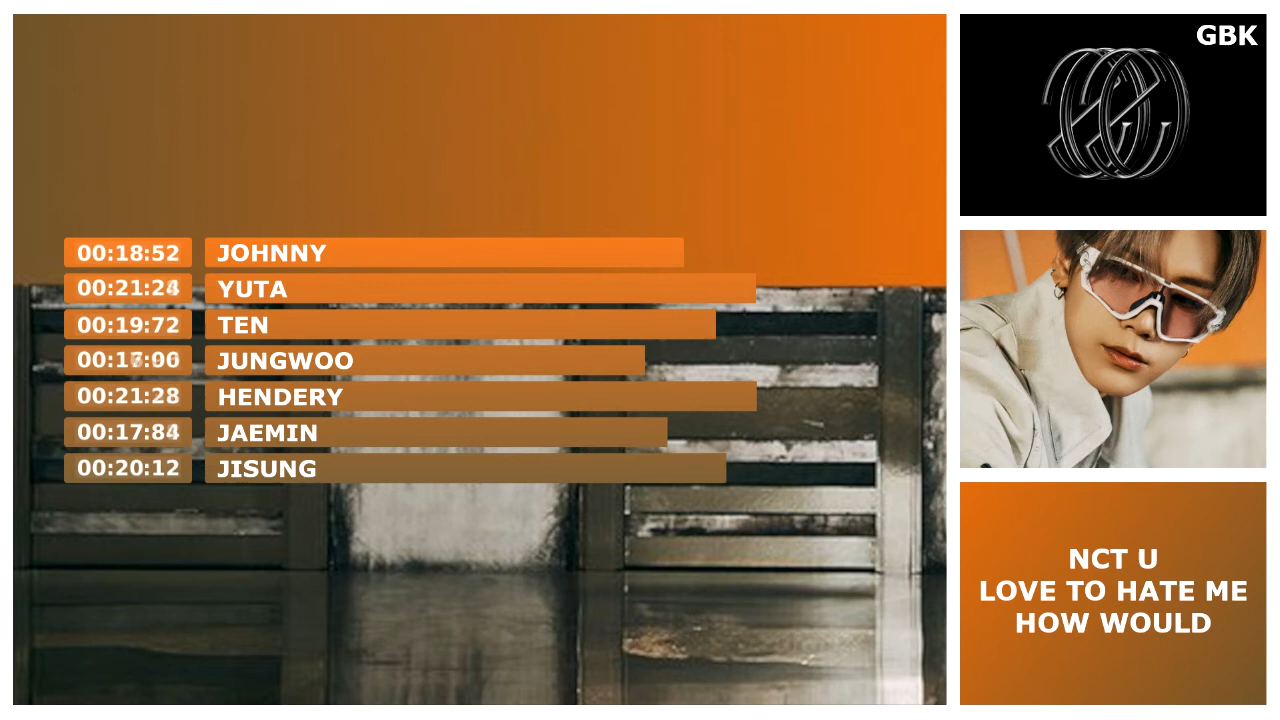 GBK
00:18:52 JOHNNY
00:21:24 YUTA
00:19:72 TEN
JUNGWOO
00:21:28 HENDERY
00:17:84 JAEMIN
00:20:12 JISUNG
NCT U
LOVE TO HATE ME
HOW WOULD